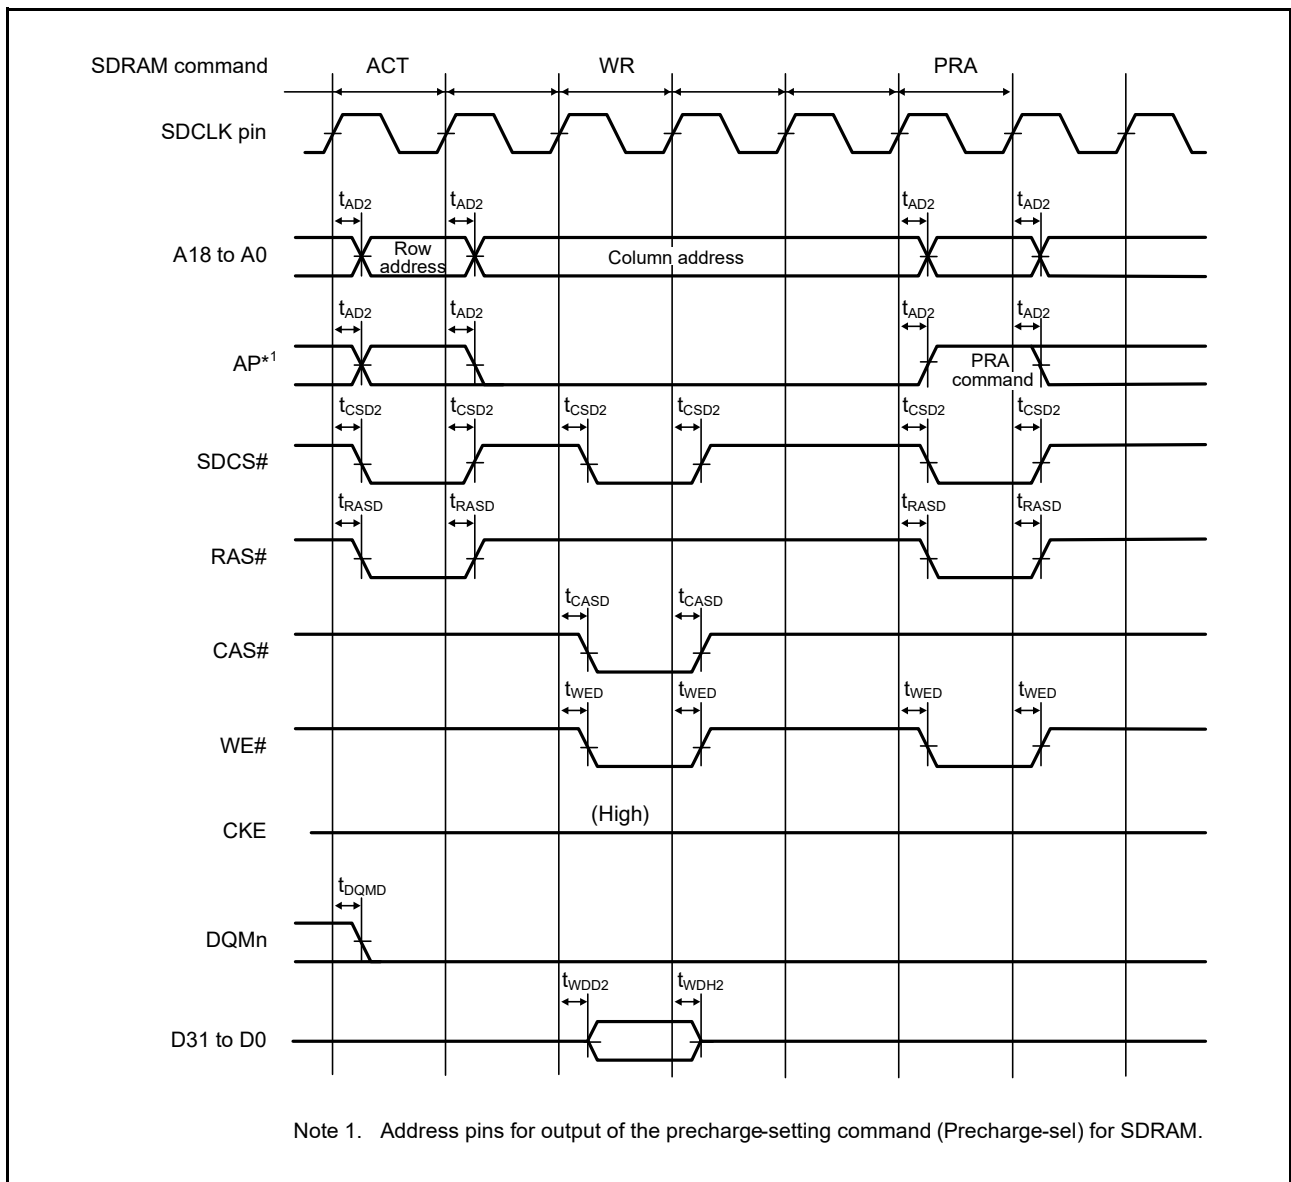 SDRAM command ACT WR PRA
SDCLK pin
tAD2 tAD2 tAD2 tAD2
A18 to A0 Row address Column address
tAD2 tAD2 tAD2 tAD2
AP*1 PRA command
tCSD2 tCSD2 tCSD2 tCSD2 tCSD2 tCSD2
SDCS#
tRASD tRASD tRASD tRASD
RAS#
tCASD tCASD
CAS#
tWED tWED tWED tWED
WE#
(High)
CKE
tDQMD
DQMn
tWDD2 tWDH2
D31 to D0
Note 1. Address pins for output of the precharge-setting command (Precharge-sel) for SDRAM.